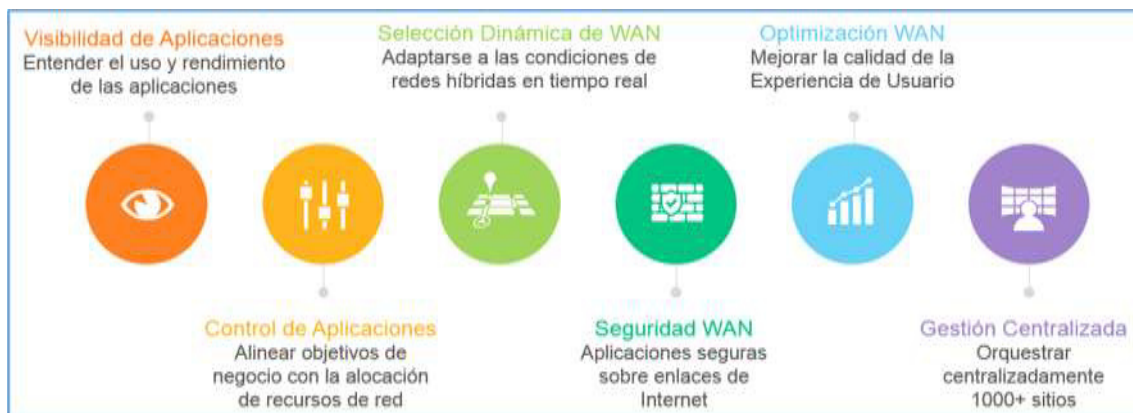 Visibilidad de Aplicaciones
Entender el uso y rendimiento
de las aplicaciones
Selección Dinámica de WAN
Adaptarse a las condiciones de
redes híbridas en tiempo real
Optimización WAN
Mejorar la calidad de la
Experiencia de Usuario
Control de Aplicaciones
Alinear objetivos de
negocio con la alocación
de recursos de red
Seguridad WAN
Aplicaciones seguras
sobre enlaces de
Internet
Gestión Centralizada
Orquestrar
centralizadamente
1000+ sitios